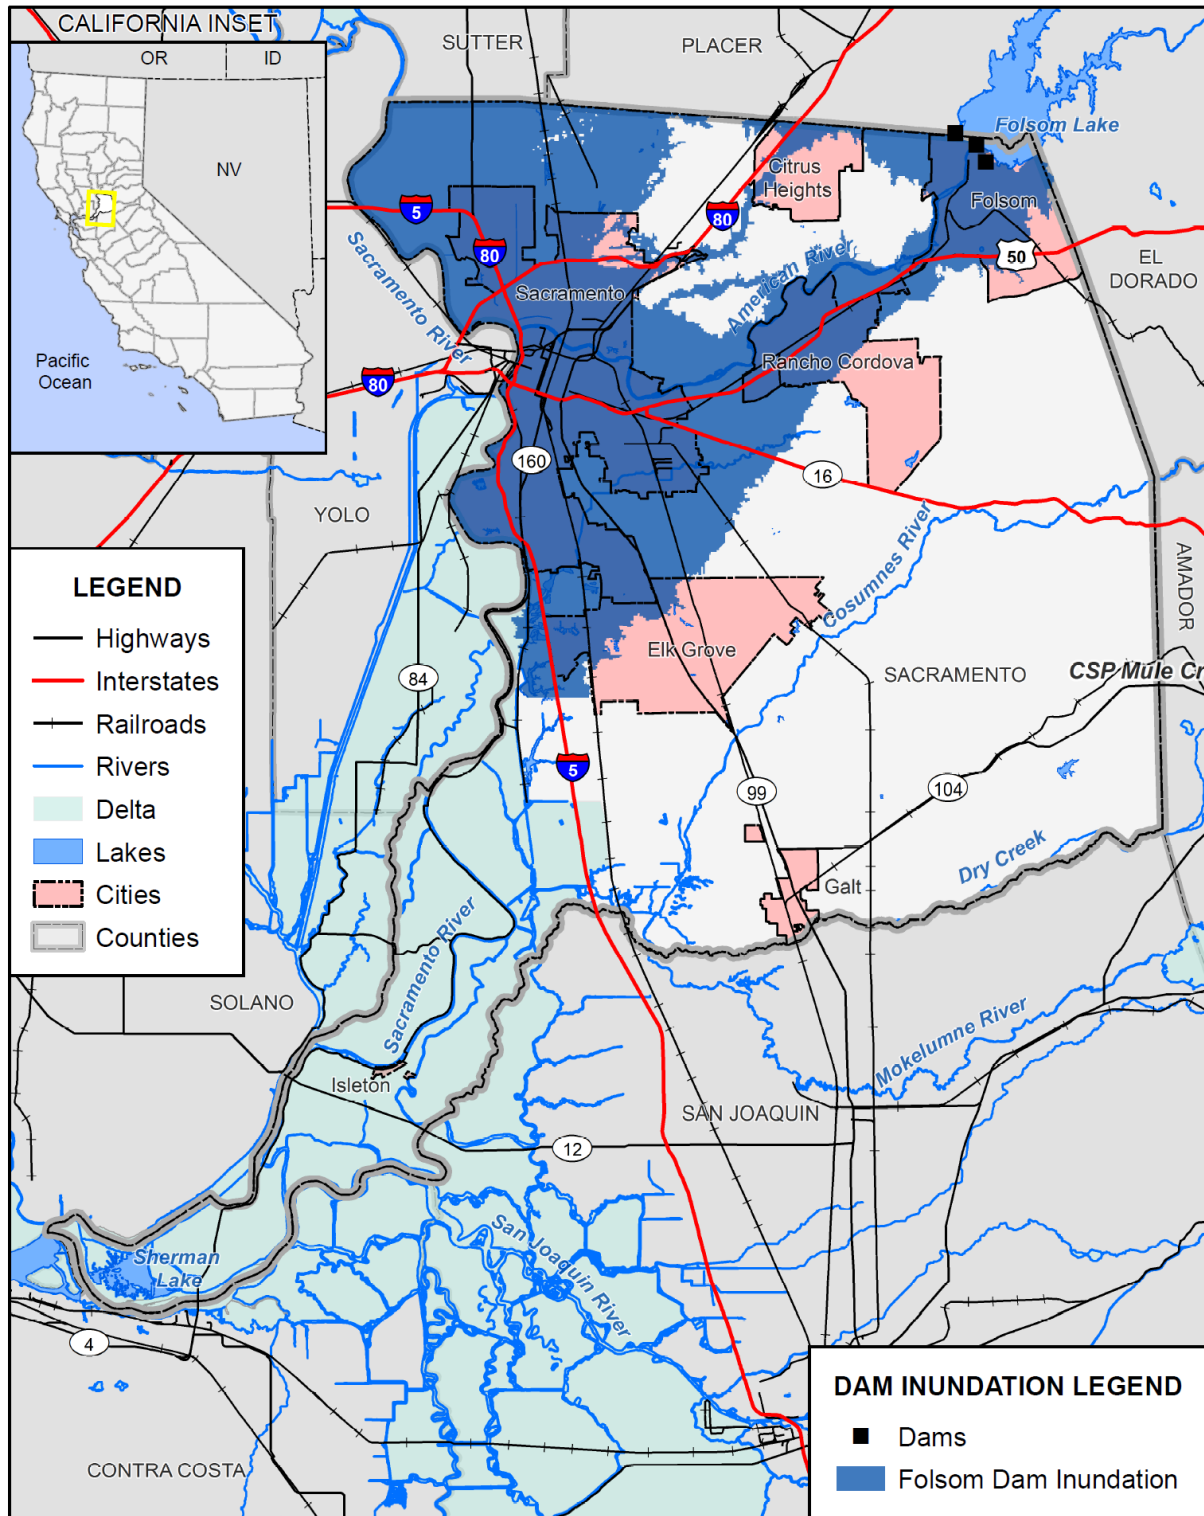 CALIFORNIA INSET
OR
ID
NV
Pacific
Ocean
SUTTER
PLACER
Folsom Lake
Citrus
Heights
Folsom
5
80
80
50
EL
DORADO
Sacramento River
Sacramento
American River
Rancho Cordova
80
160
16
YOLO
Cosumnes River
AMADOR
LEGEND
Highways
Interstates
Railroads
Rivers
Delta
Lakes
Cities
Counties
Elk Grove
SACRAMENTO
CSP Mule Cr
84
5
99
104
Dry Creek
Galt
Sacramento River
SOLANO
Mokelumne River
Isleton
SAN JOAQUIN
12
San Joaquin River
Sherman
Lake
4
CONTRA COSTA
DAM INUNDATION LEGEND
Dams
Folsom Dam Inundation